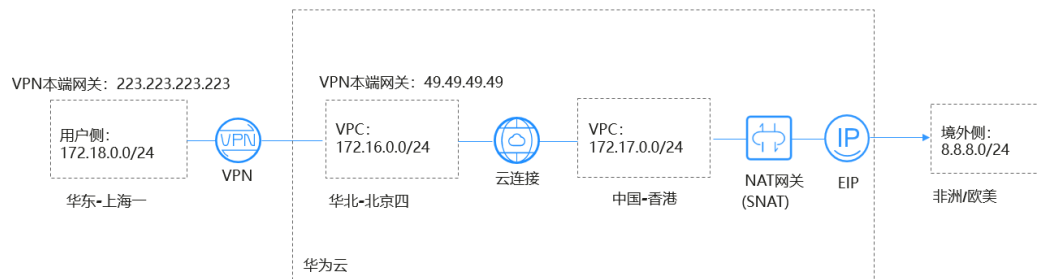 VPN本端网关：223.223.223.223
VPN本端网关：49.49.49.49
用户侧：
172.18.0.0/24
VPN
VPN
VPC：
172.16.0.0/24
云连接
VPC：
172.17.0.0/24
NAT网关
(SNAT)
IP
EIP
境外侧：
8.8.8.0/24
华东-上海一
华北-北京四
中国-香港
非洲/欧美
华为云